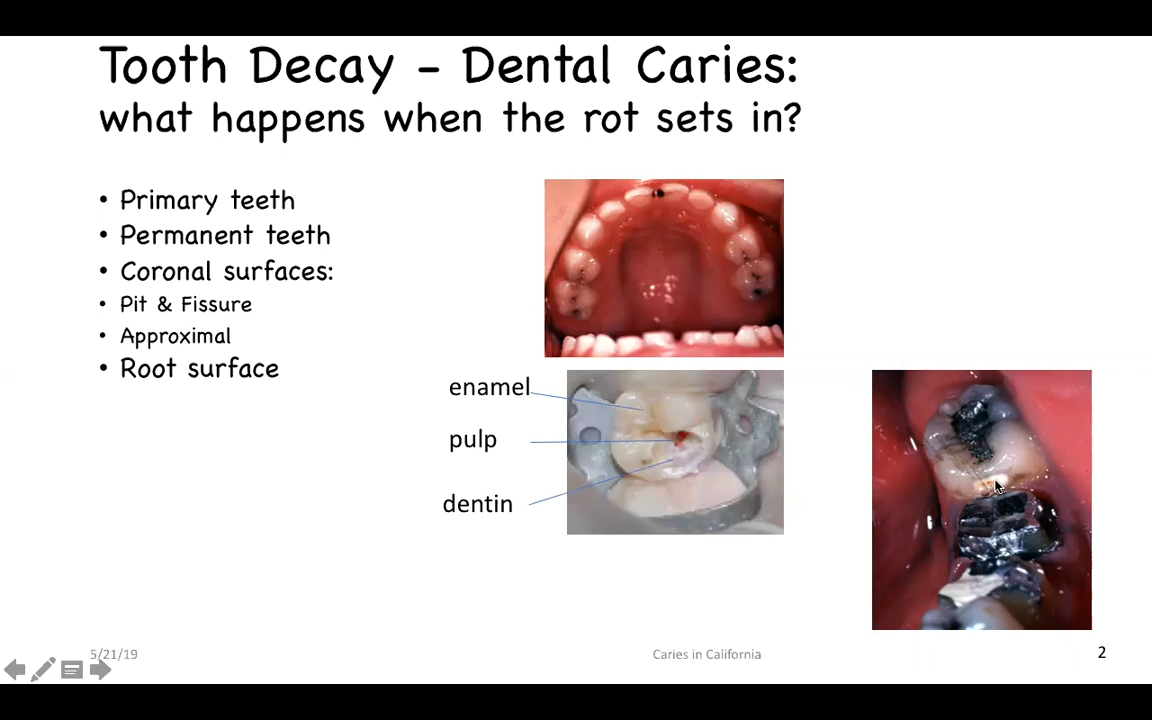 Tooth Decay – Dental Caries:
what happens when the rot sets in?
• Primary teeth
• Permanent teeth
• Coronal surfaces:
• Pit & Fissure
• Approximal
• Root surface
enamel
pulp
dentin
5/21/19
Caries in California
2